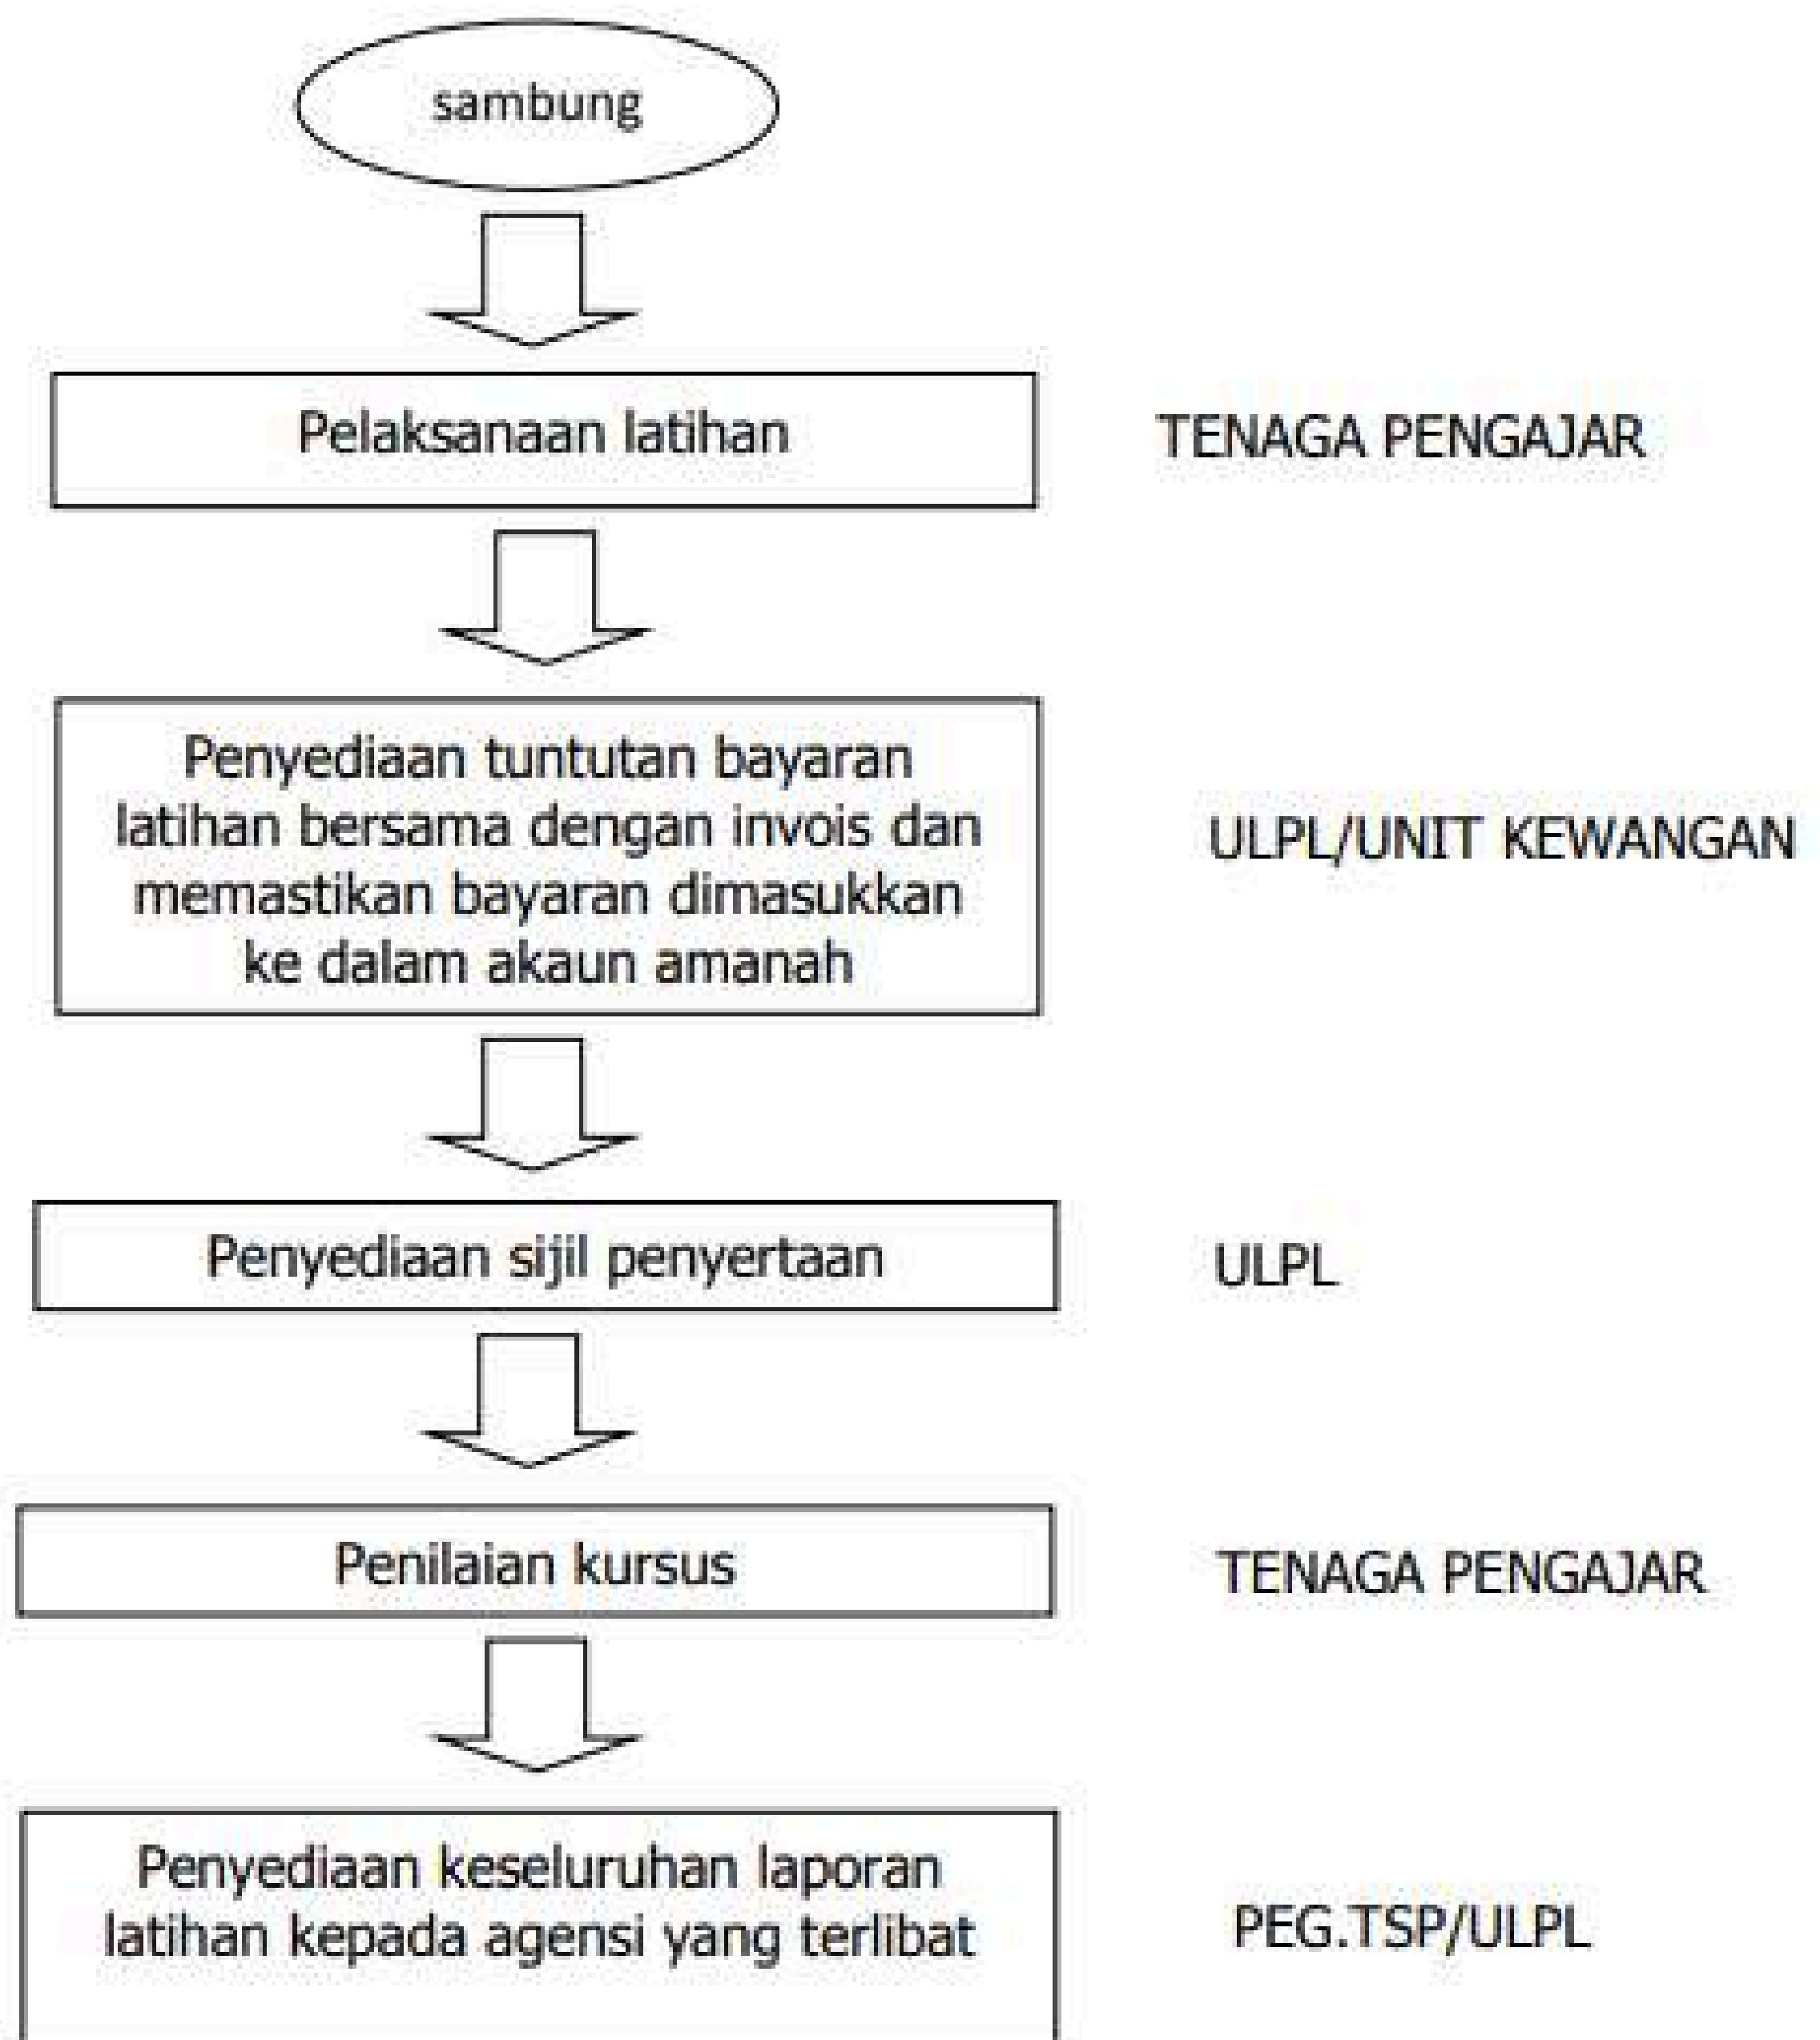 sambung
Pelaksanaan latihan
TENAGA PENGAJAR
Penyediaan tuntutan bayaran
latihan bersama dengan invois dan
memastikan bayaran dimasukkan
ke dalam akaun amanah
ULPL/UNIT KEWANGAN
Penyediaan sijil penyertaan
ULPL
Penilaian kursus
TENAGA PENGAJAR
Penyediaan keseluruhan laporan
latihan kepada agensi yang terlibat
PEG.TSP/ULPL